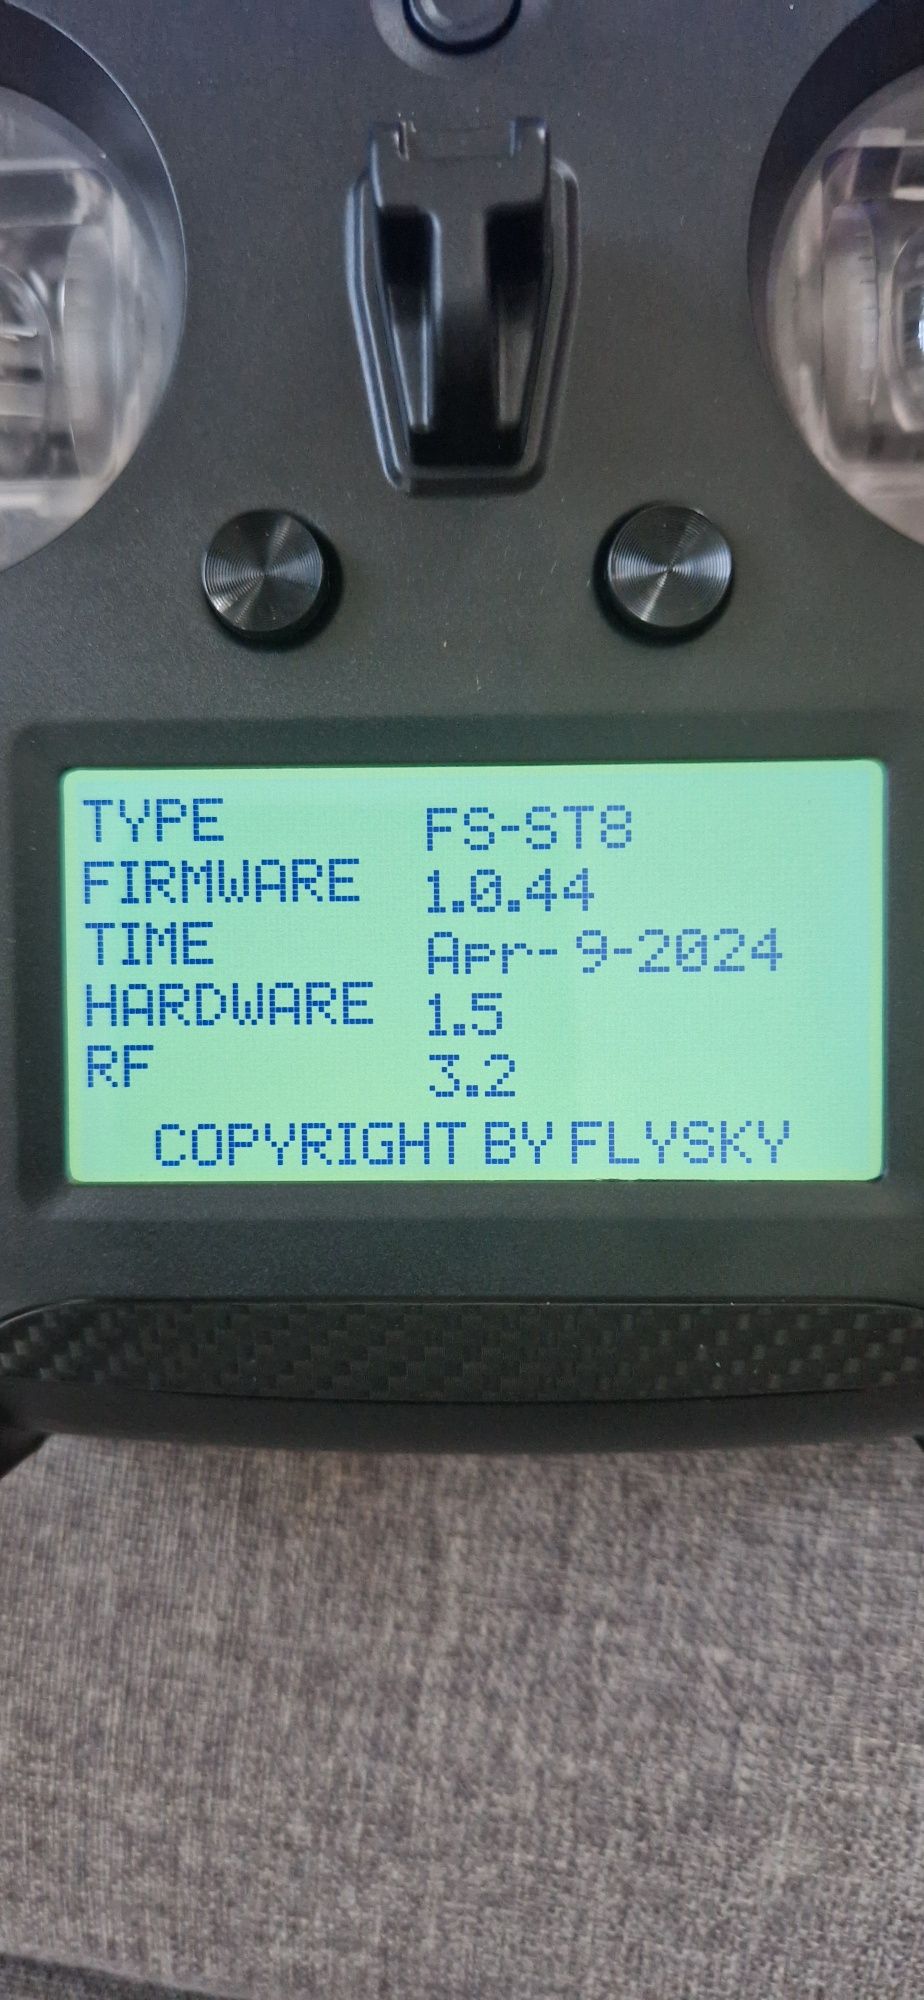 TYPE FS-ST8
FIRMWARE 1.0.44
TIME Apr- 9-2024
HARDWARE 1.5
RF 3.2
COPYRIGHT BY FLYSKY